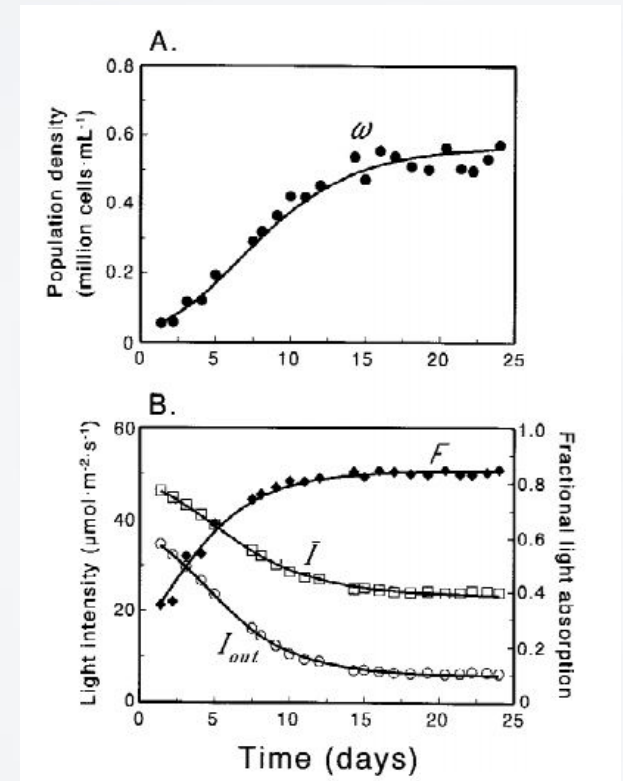 A.
Population density
(million cells·mL⁻¹)
0.8
0.6
0.4
0.2
0
ω
0 5 10 15 20 25
B.
Light intensity (µmol·m⁻²·s⁻¹)
60
40
20
0
F
Ī
I_out
1.0
0.8
0.6
0.4
0.2
0
Fractional light absorption
0 5 10 15 20 25
Time (days)